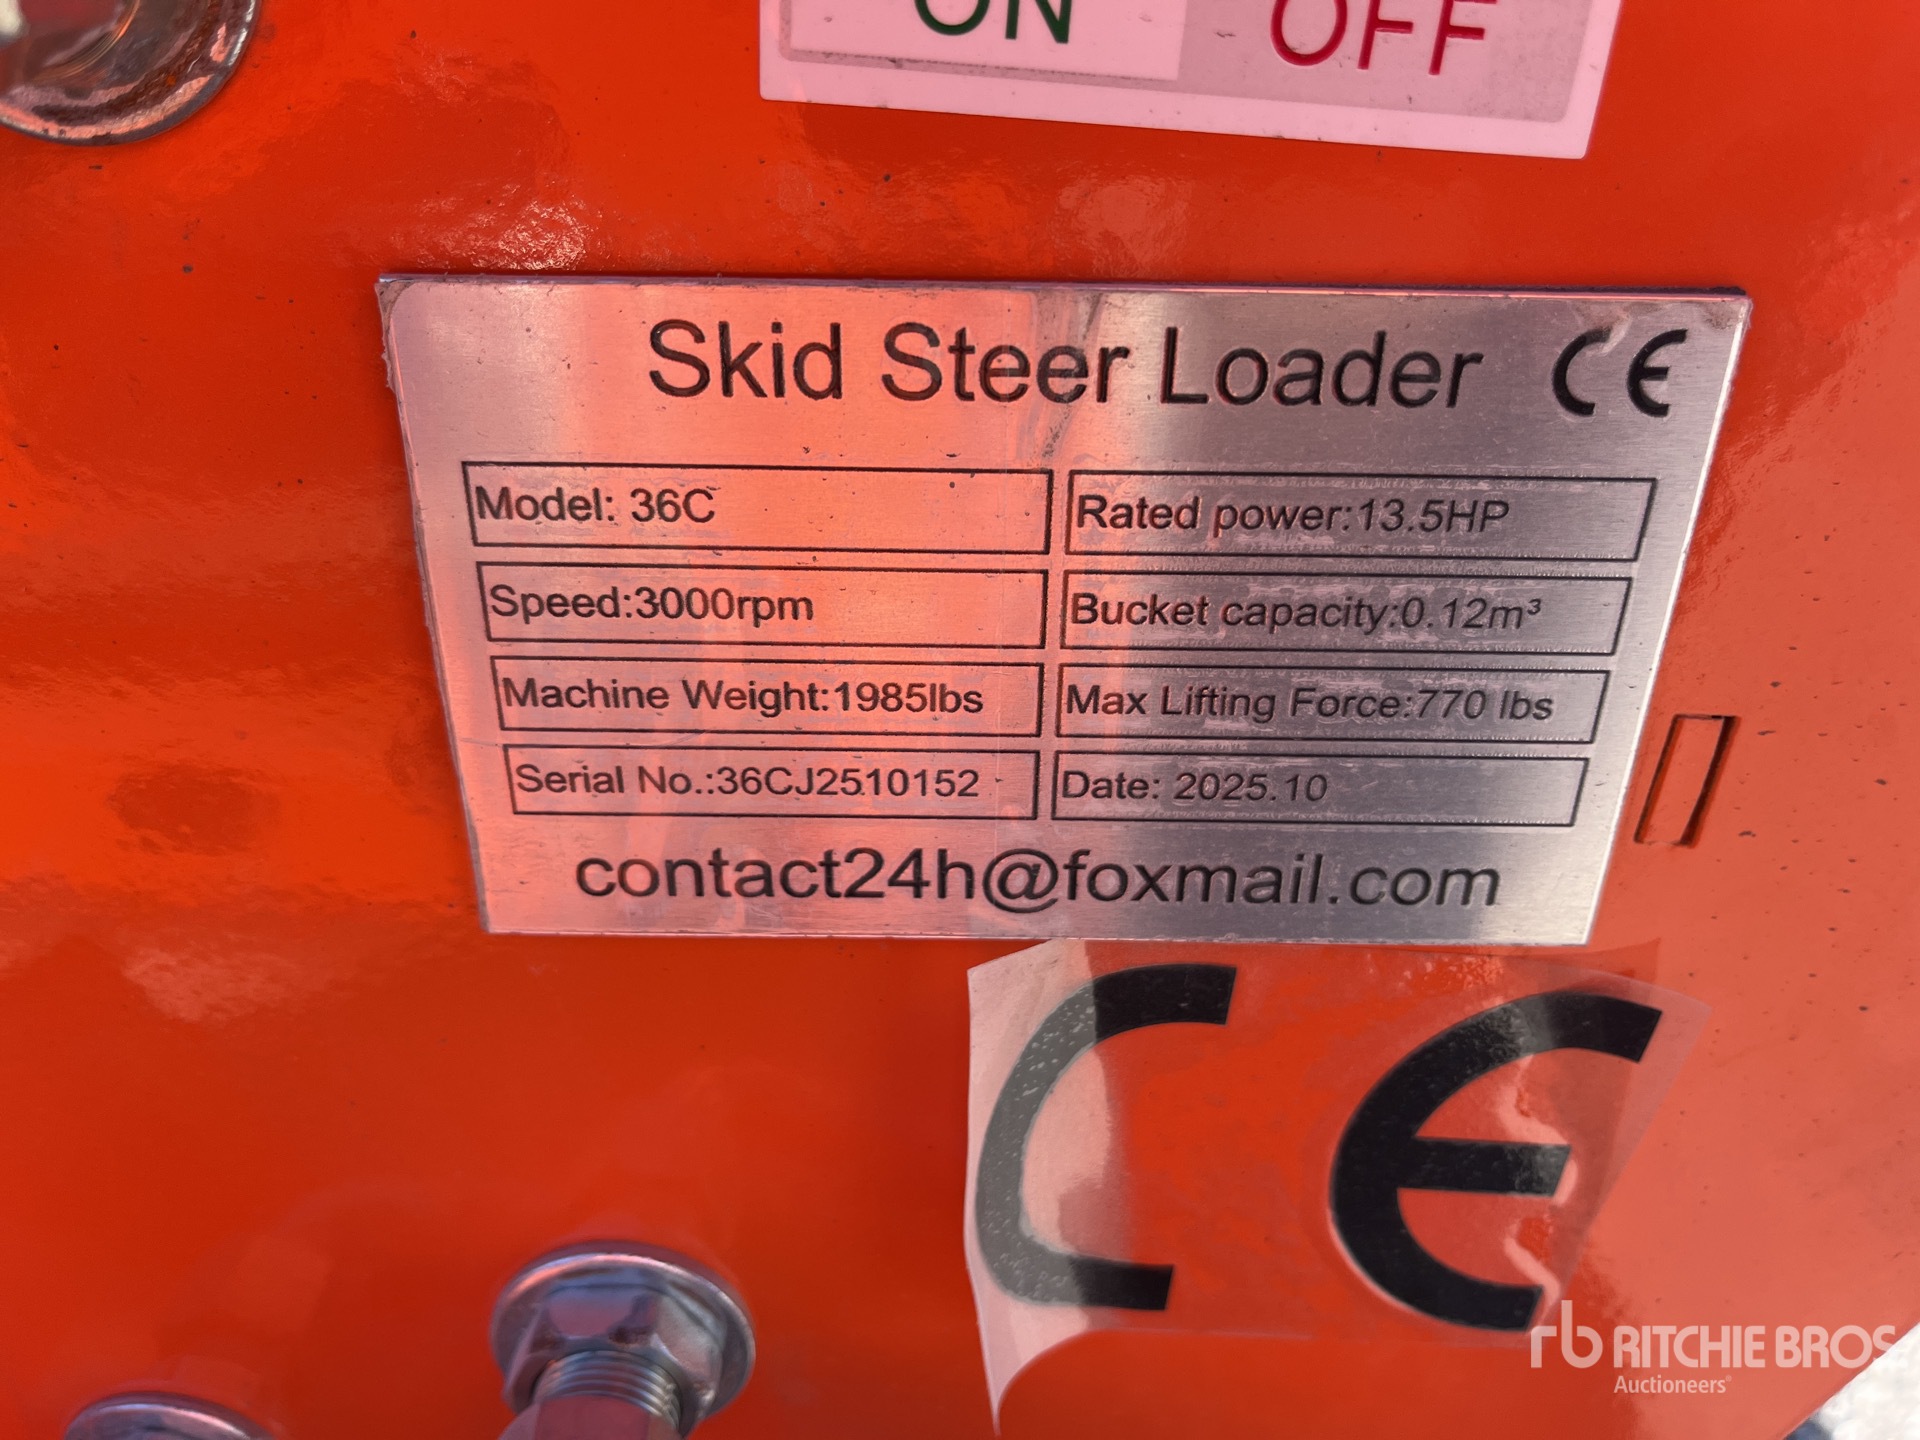 ON OFF
Skid Steer Loader CE
Model: 36C
Rated power:13.5HP
Speed:3000rpm
Bucket capacity:0.12m³
Machine Weight:1985lbs
Max Lifting Force:770 lbs
Serial No.:36CJ2510152
Date: 2025.10
contact24h@foxmail.com
CE
rb RITCHIE BROS
Auctioneers